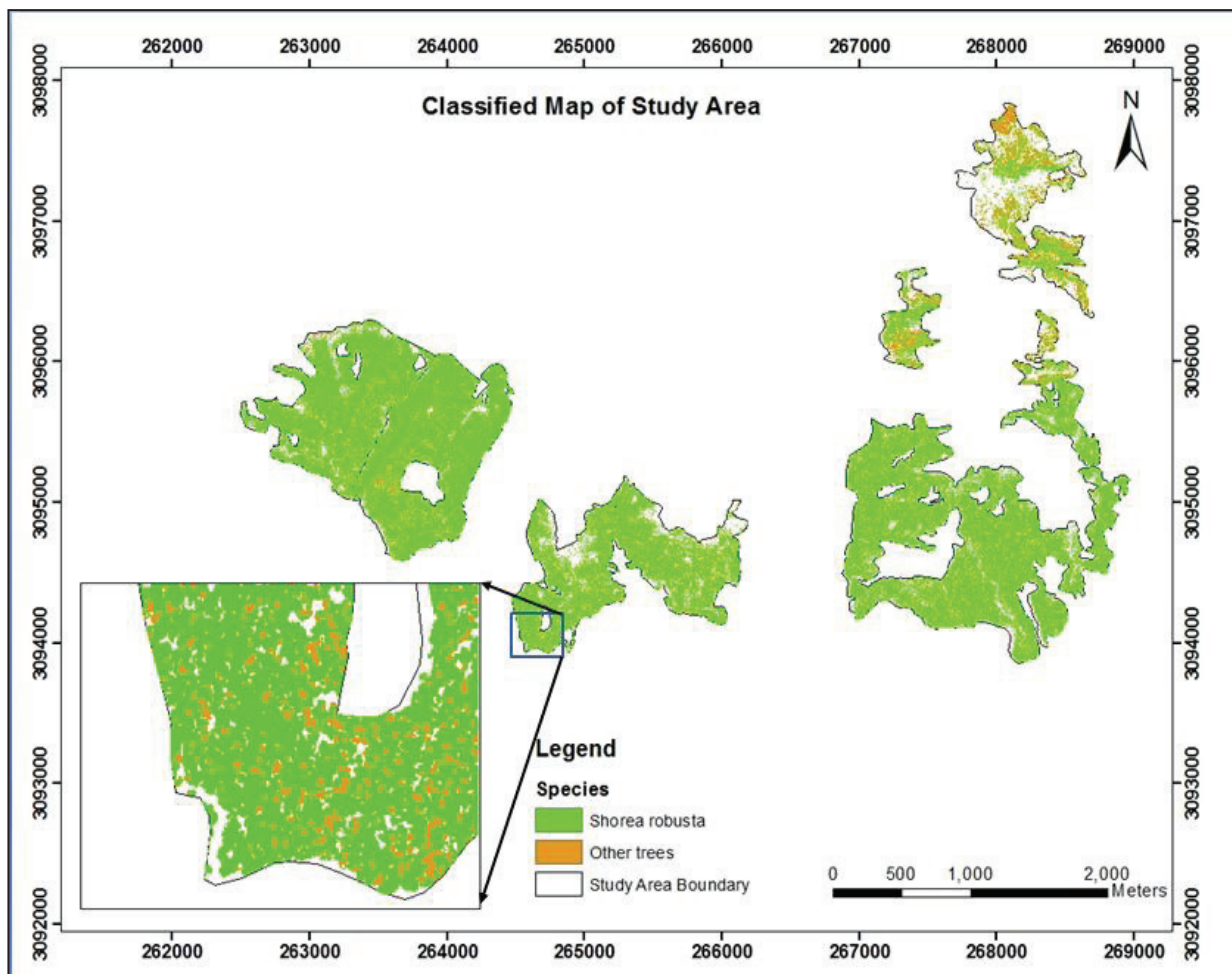 262000 263000 264000 265000 266000 267000 268000 269000
3098000 3098000
Classified Map of Study Area
N
3097000 3097000
3096000 3096000
3095000 3095000
3094000 3094000
3093000 3093000
3092000 3092000
Legend
Species
Shorea robusta
Other trees
Study Area Boundary
0 500 1,000 2,000
Meters
262000 263000 264000 265000 266000 267000 268000 269000